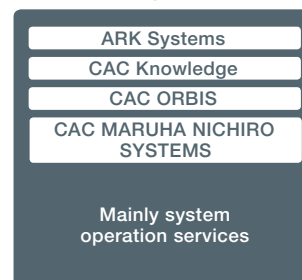 ARK Systems
CAC Knowledge
CAC ORBIS
CAC MARUHA NICHIRO
SYSTEMS
Mainly system
operation services